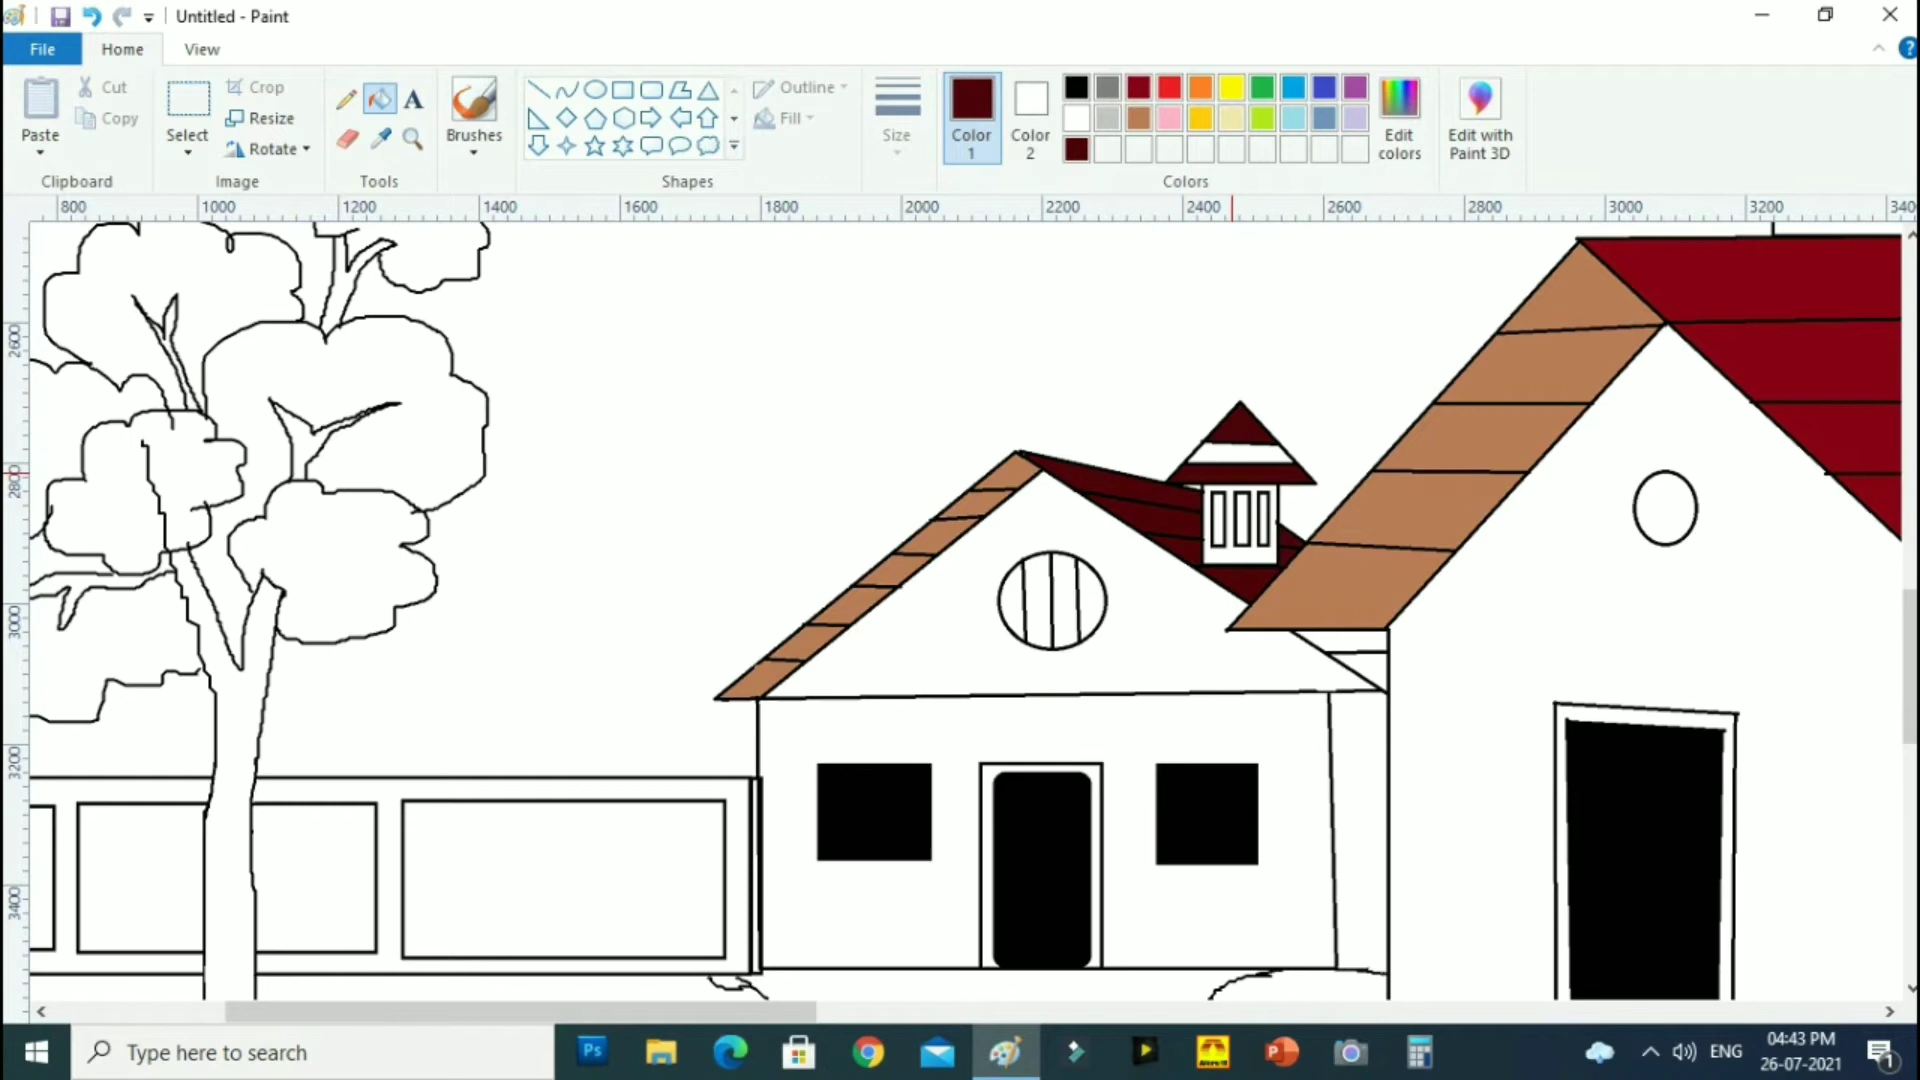 Untitled - Paint
File Home View
Paste
Cut
Copy
Clipboard
Select
Crop
Resize
Rotate
Image
A
Tools
Brushes
Shapes
Outline
Fill
Size
Color
1
Color
2
Colors
Edit
colors
Edit with
Paint 3D
800 1000 1200 1400 1600 1800 2000 2200 2400 2600 2800 3000 3200 340
2600
2800
3000
3200
3400
Type here to search
Ps
P
ENG
04:43 PM
26-07-2021
1